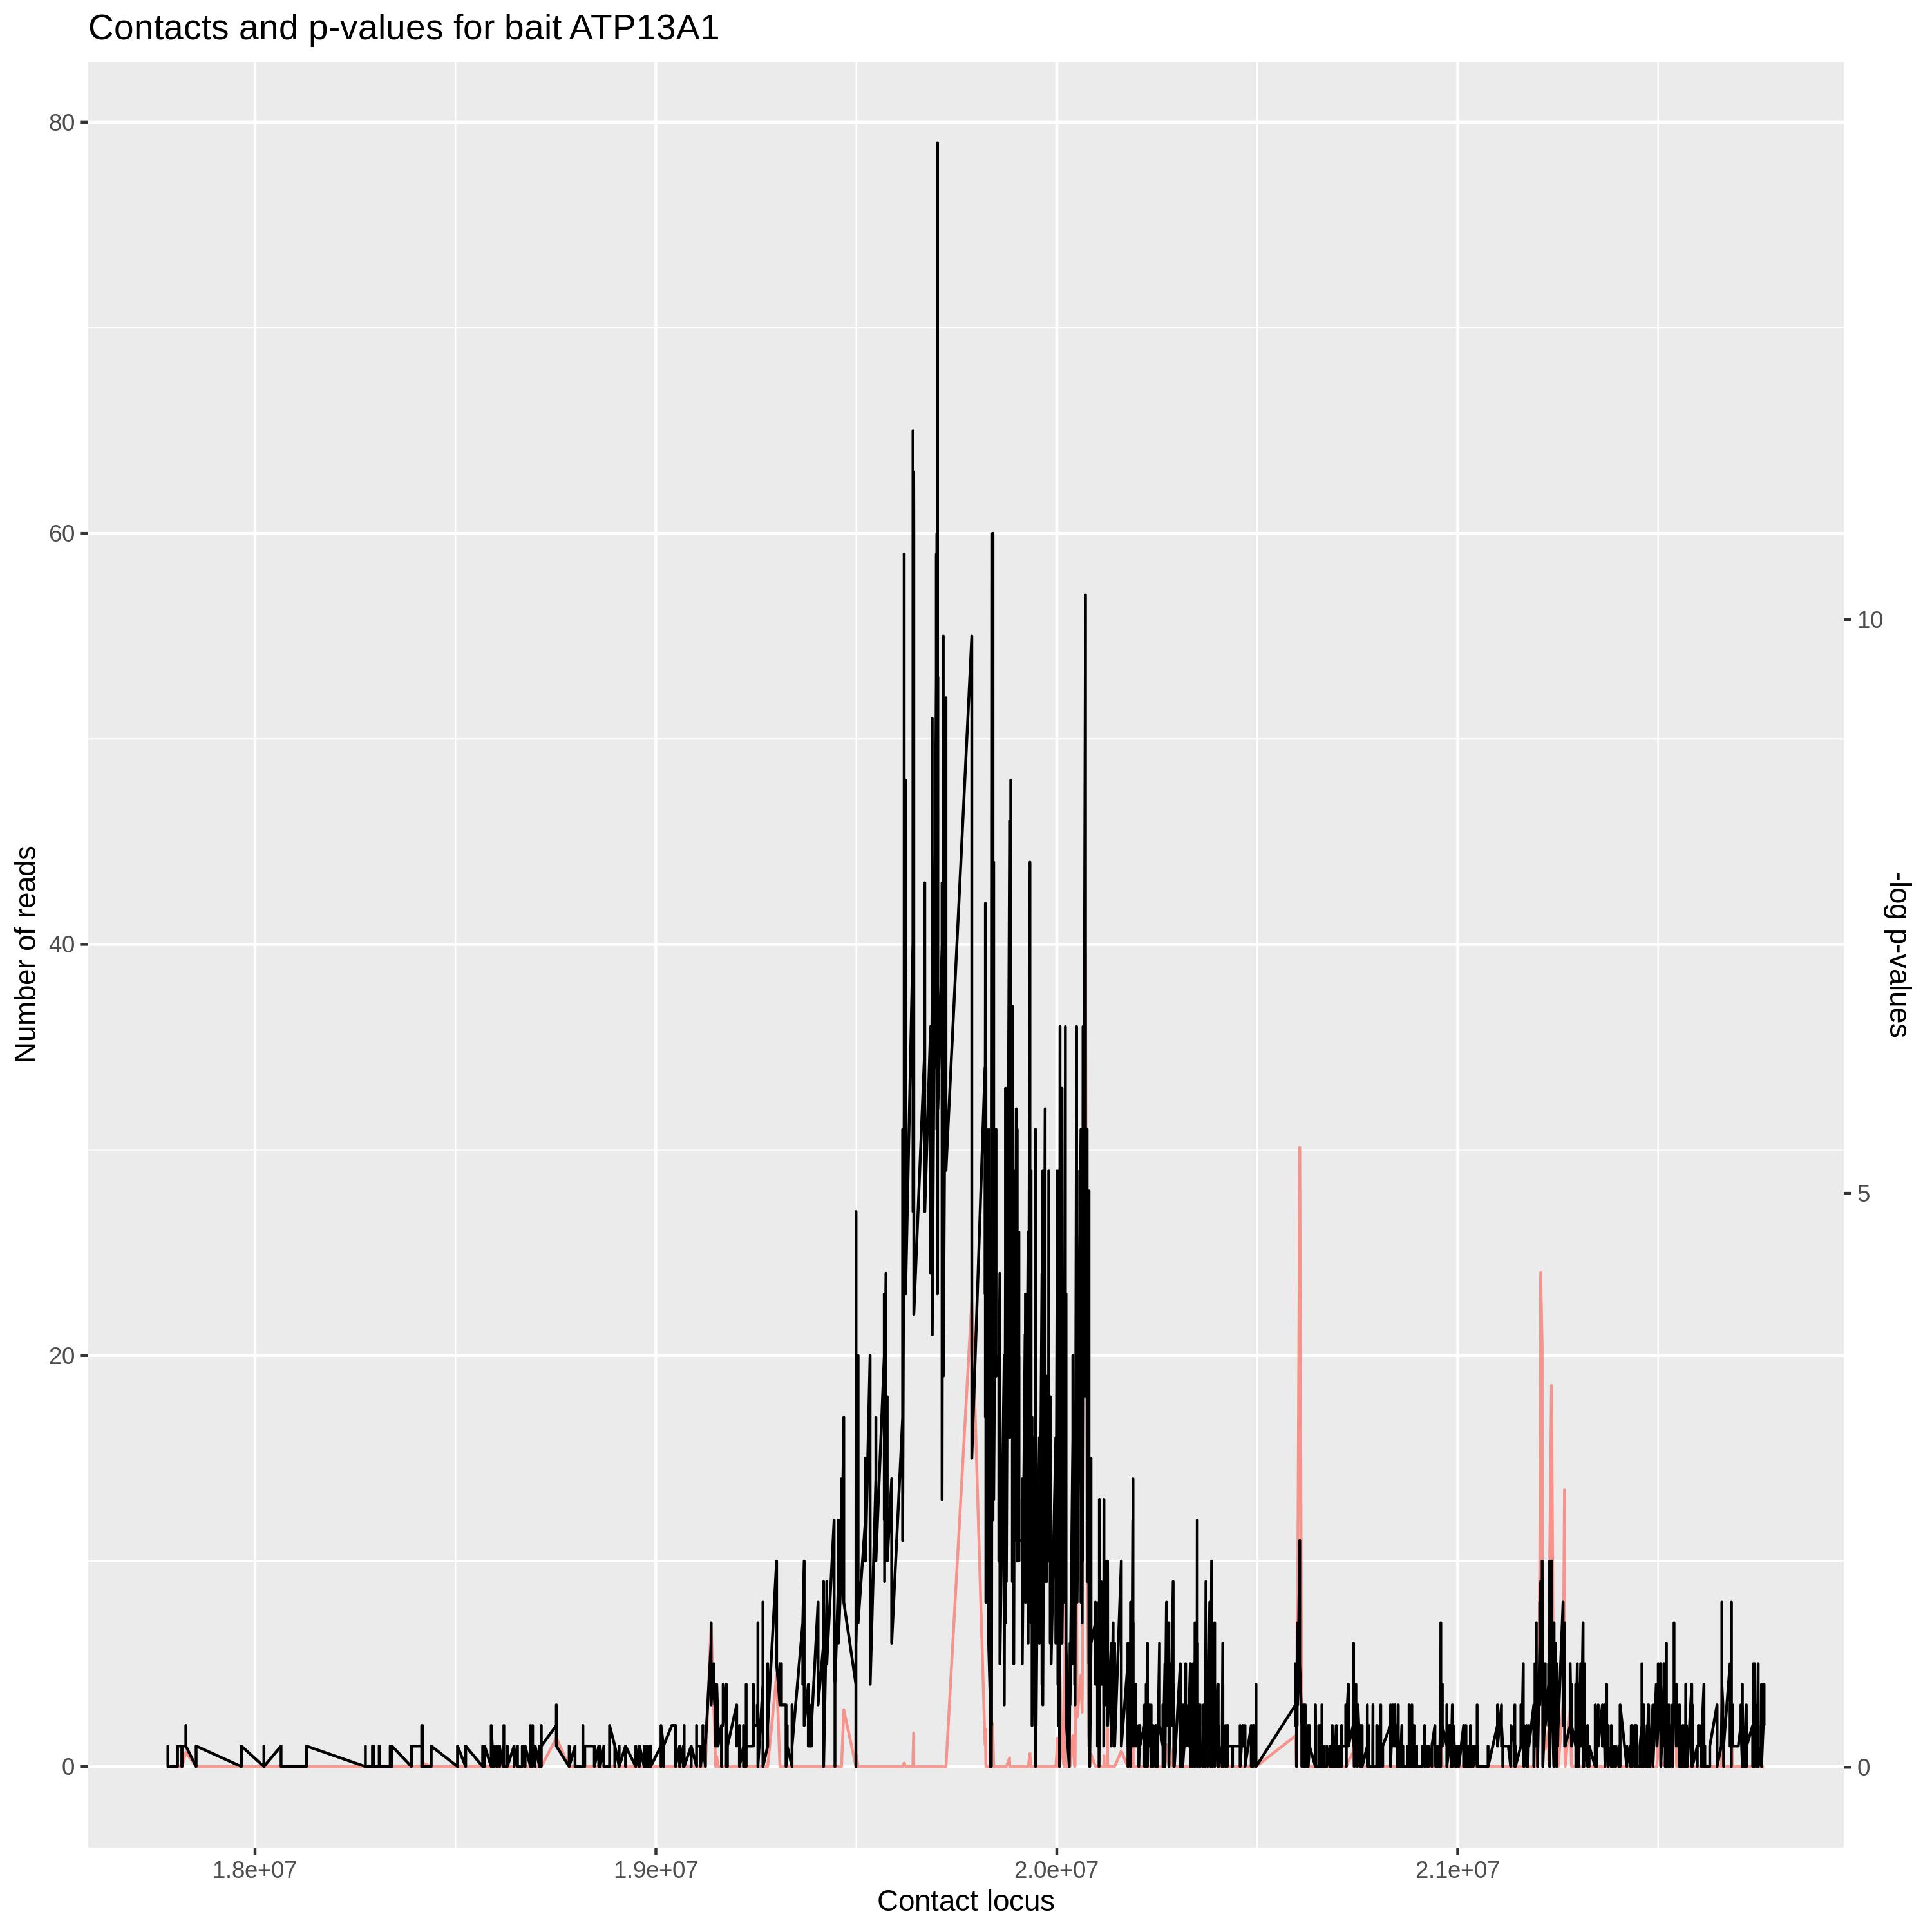 Contacts and p-values for bait ATP13A1
80
60
40
20
0
10
5
0
Number of reads
-log p-values
1.8e+07
1.9e+07
2.0e+07
2.1e+07
Contact locus